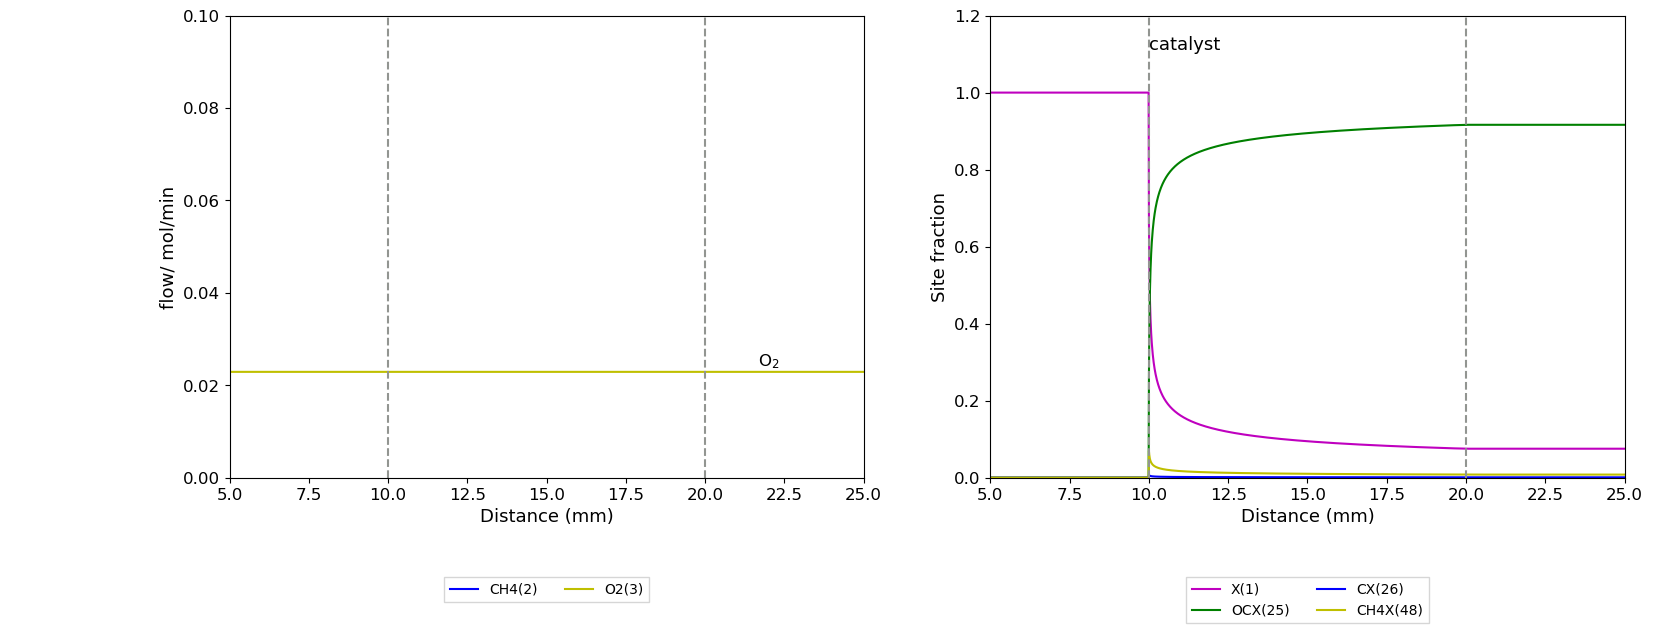 0.10
0.08
0.06
0.04
0.02
0.00
flow/ mol/min
O₂
5.0 7.5 10.0 12.5 15.0 17.5 20.0 22.5 25.0
Distance (mm)
CH4(2) O2(3)
1.2
1.0
0.8
0.6
0.4
0.2
0.0
Site fraction
catalyst
5.0 7.5 10.0 12.5 15.0 17.5 20.0 22.5 25.0
Distance (mm)
X(1) CX(26)
OCX(25) CH4X(48)